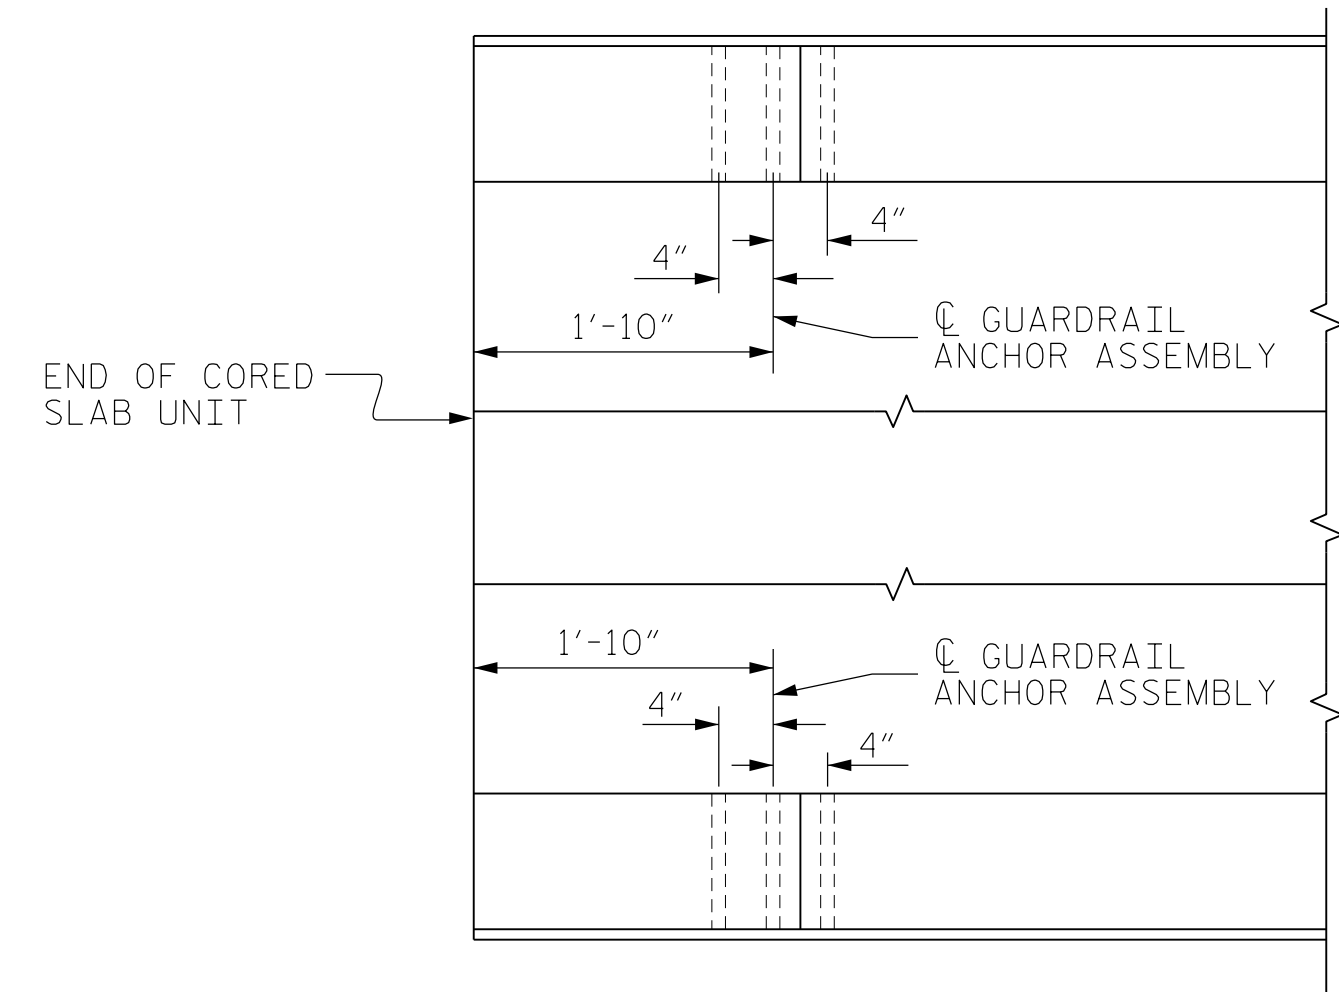 4"
4"
1'-10"
℄ GUARDRAIL
ANCHOR ASSEMBLY
END OF CORED
SLAB UNIT
1'-10"
℄ GUARDRAIL
ANCHOR ASSEMBLY
4"
4"